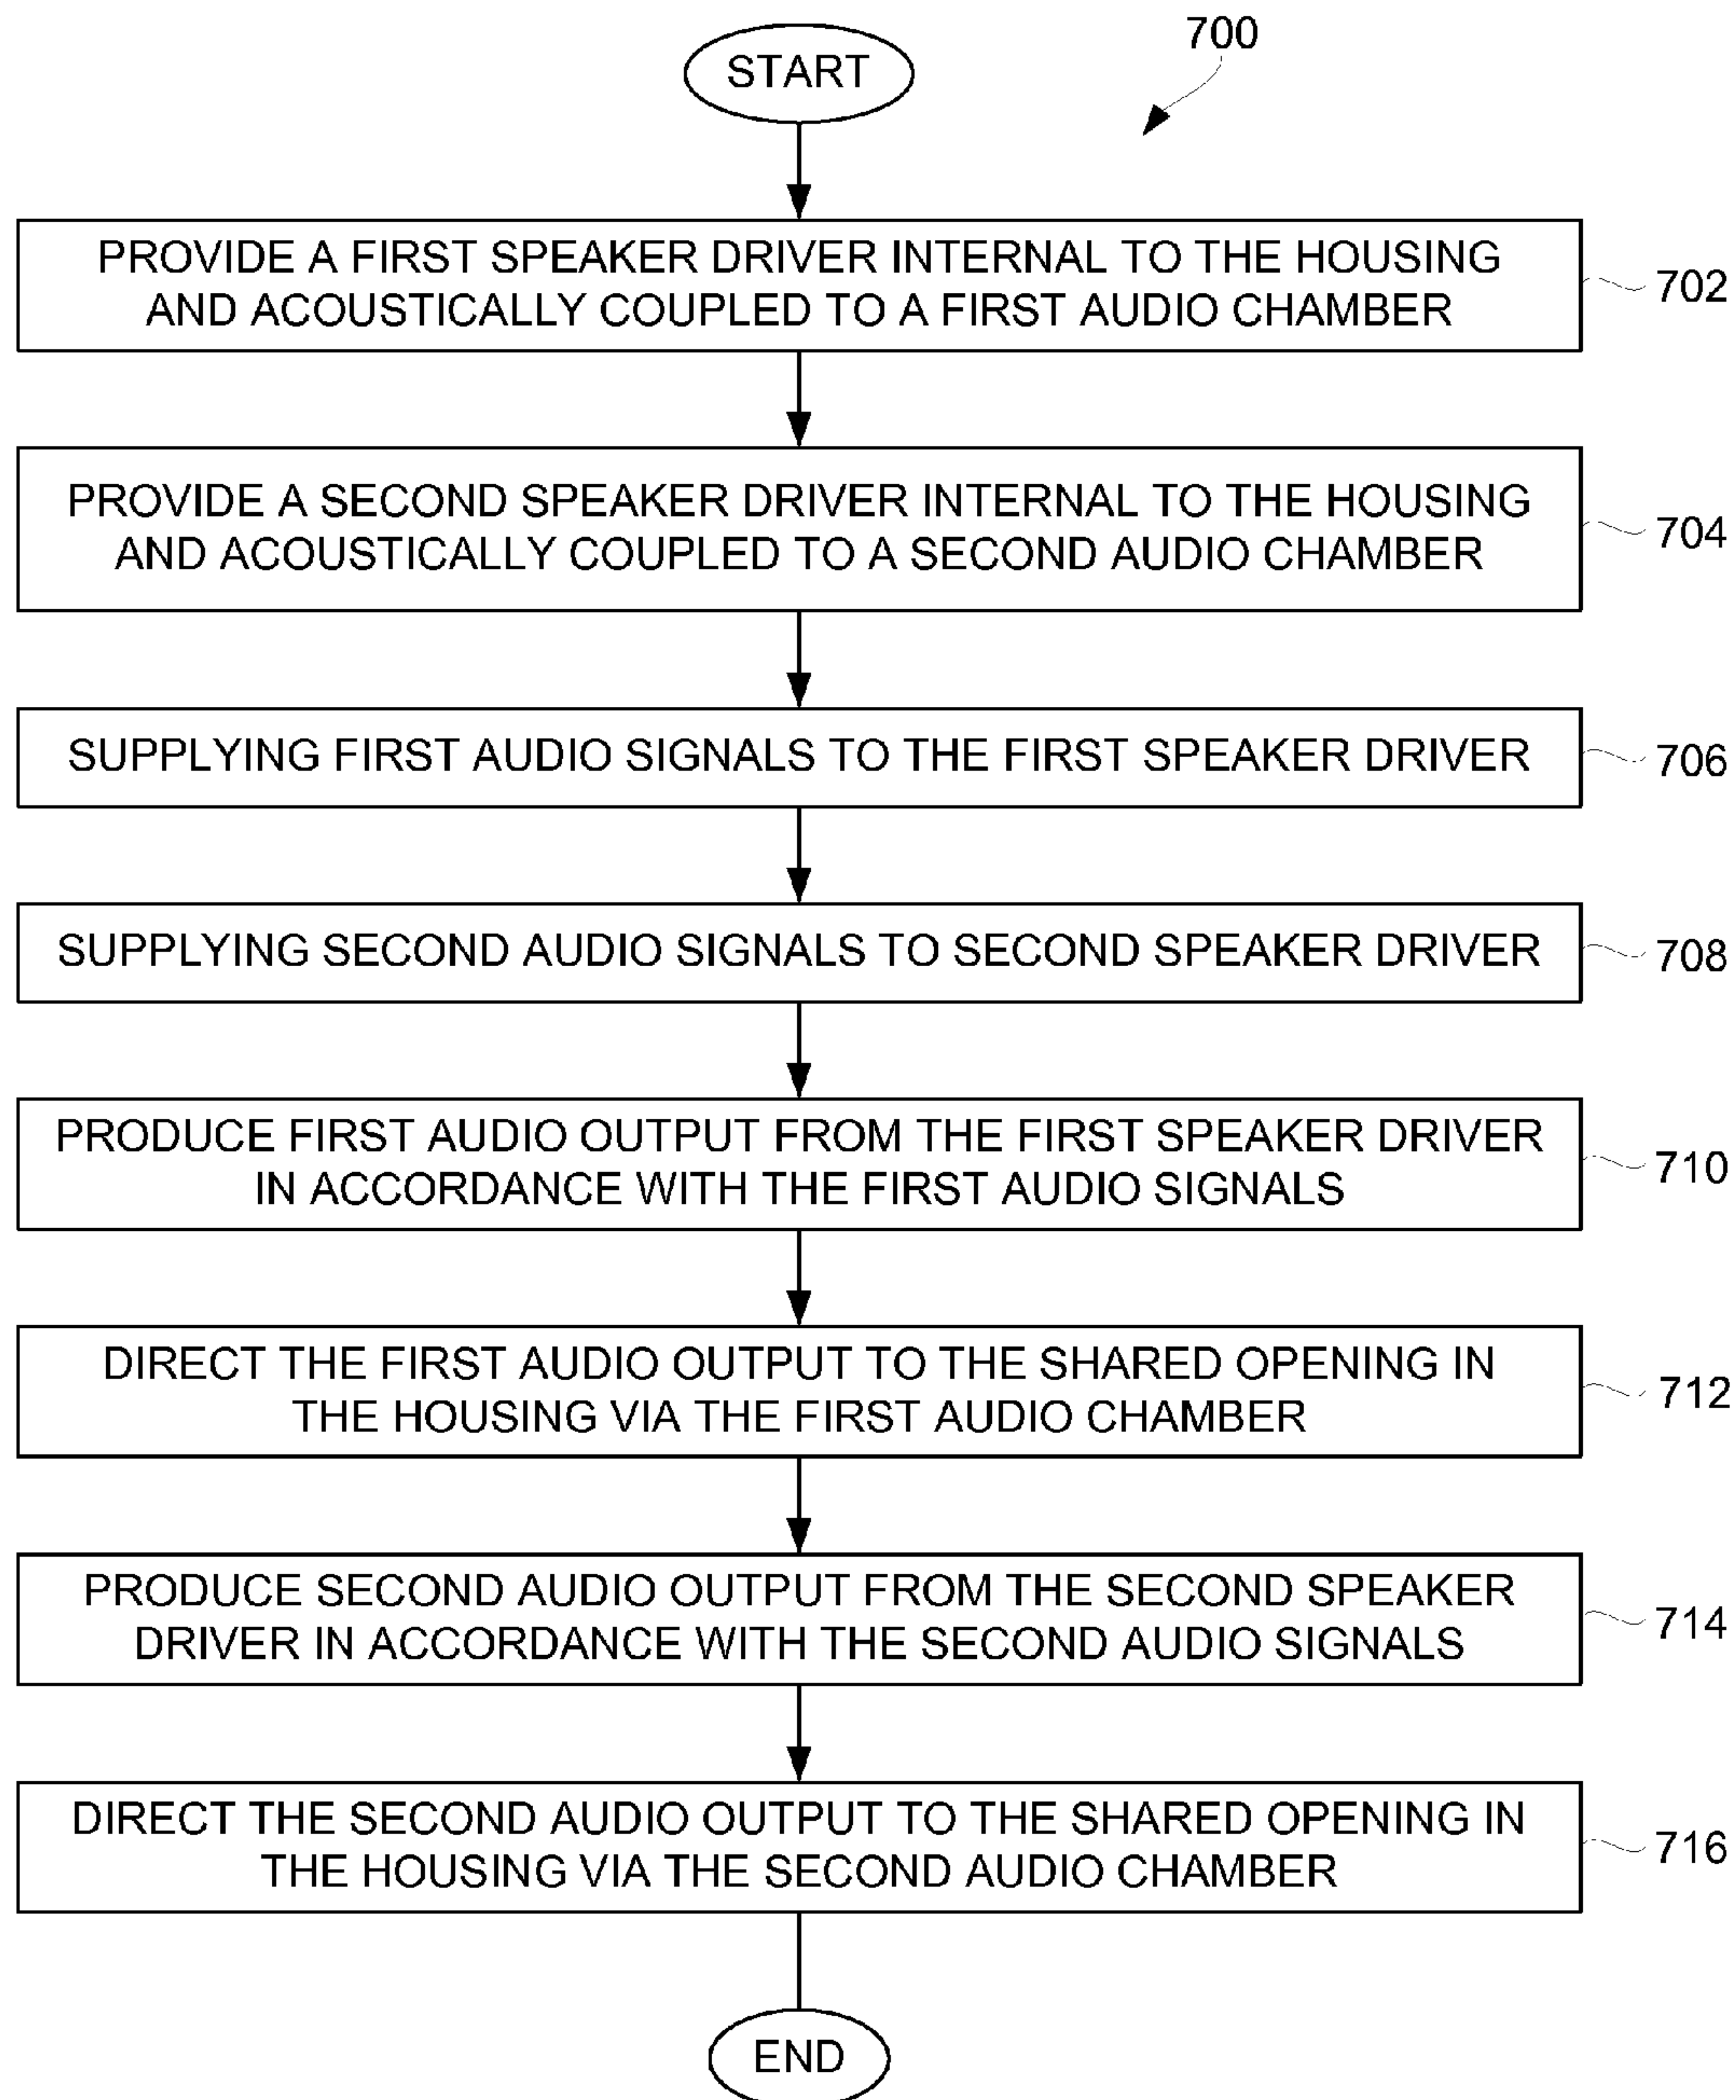 700
START
PROVIDE A FIRST SPEAKER DRIVER INTERNAL TO THE HOUSING
AND ACOUSTICALLY COUPLED TO A FIRST AUDIO CHAMBER
702
PROVIDE A SECOND SPEAKER DRIVER INTERNAL TO THE HOUSING
AND ACOUSTICALLY COUPLED TO A SECOND AUDIO CHAMBER
704
SUPPLYING FIRST AUDIO SIGNALS TO THE FIRST SPEAKER DRIVER
706
SUPPLYING SECOND AUDIO SIGNALS TO SECOND SPEAKER DRIVER
708
PRODUCE FIRST AUDIO OUTPUT FROM THE FIRST SPEAKER DRIVER
IN ACCORDANCE WITH THE FIRST AUDIO SIGNALS
710
DIRECT THE FIRST AUDIO OUTPUT TO THE SHARED OPENING IN
THE HOUSING VIA THE FIRST AUDIO CHAMBER
712
PRODUCE SECOND AUDIO OUTPUT FROM THE SECOND SPEAKER
DRIVER IN ACCORDANCE WITH THE SECOND AUDIO SIGNALS
714
DIRECT THE SECOND AUDIO OUTPUT TO THE SHARED OPENING IN
THE HOUSING VIA THE SECOND AUDIO CHAMBER
716
END